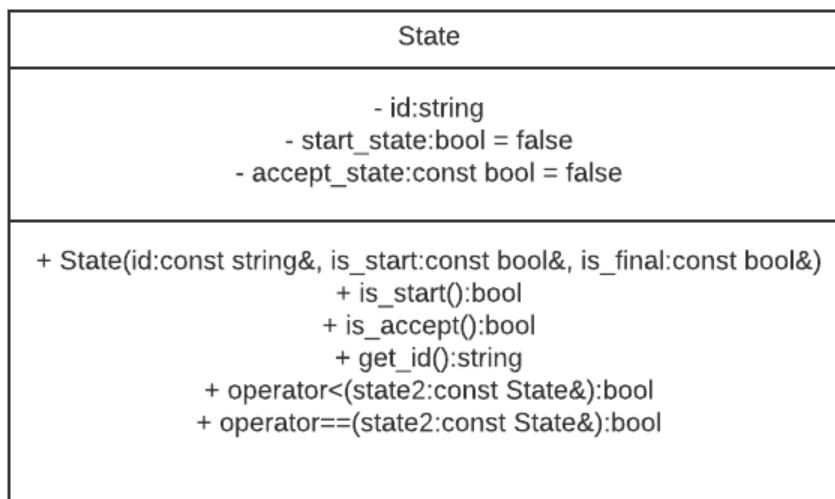 State
- id:string
- start_state:bool = false
- accept_state:const bool = false
+ State(id:const string&, is_start:const bool&, is_final:const bool&)
+ is_start():bool
+ is_accept():bool
+ get_id():string
+ operator<(state2:const State&):bool
+ operator==(state2:const State&):bool